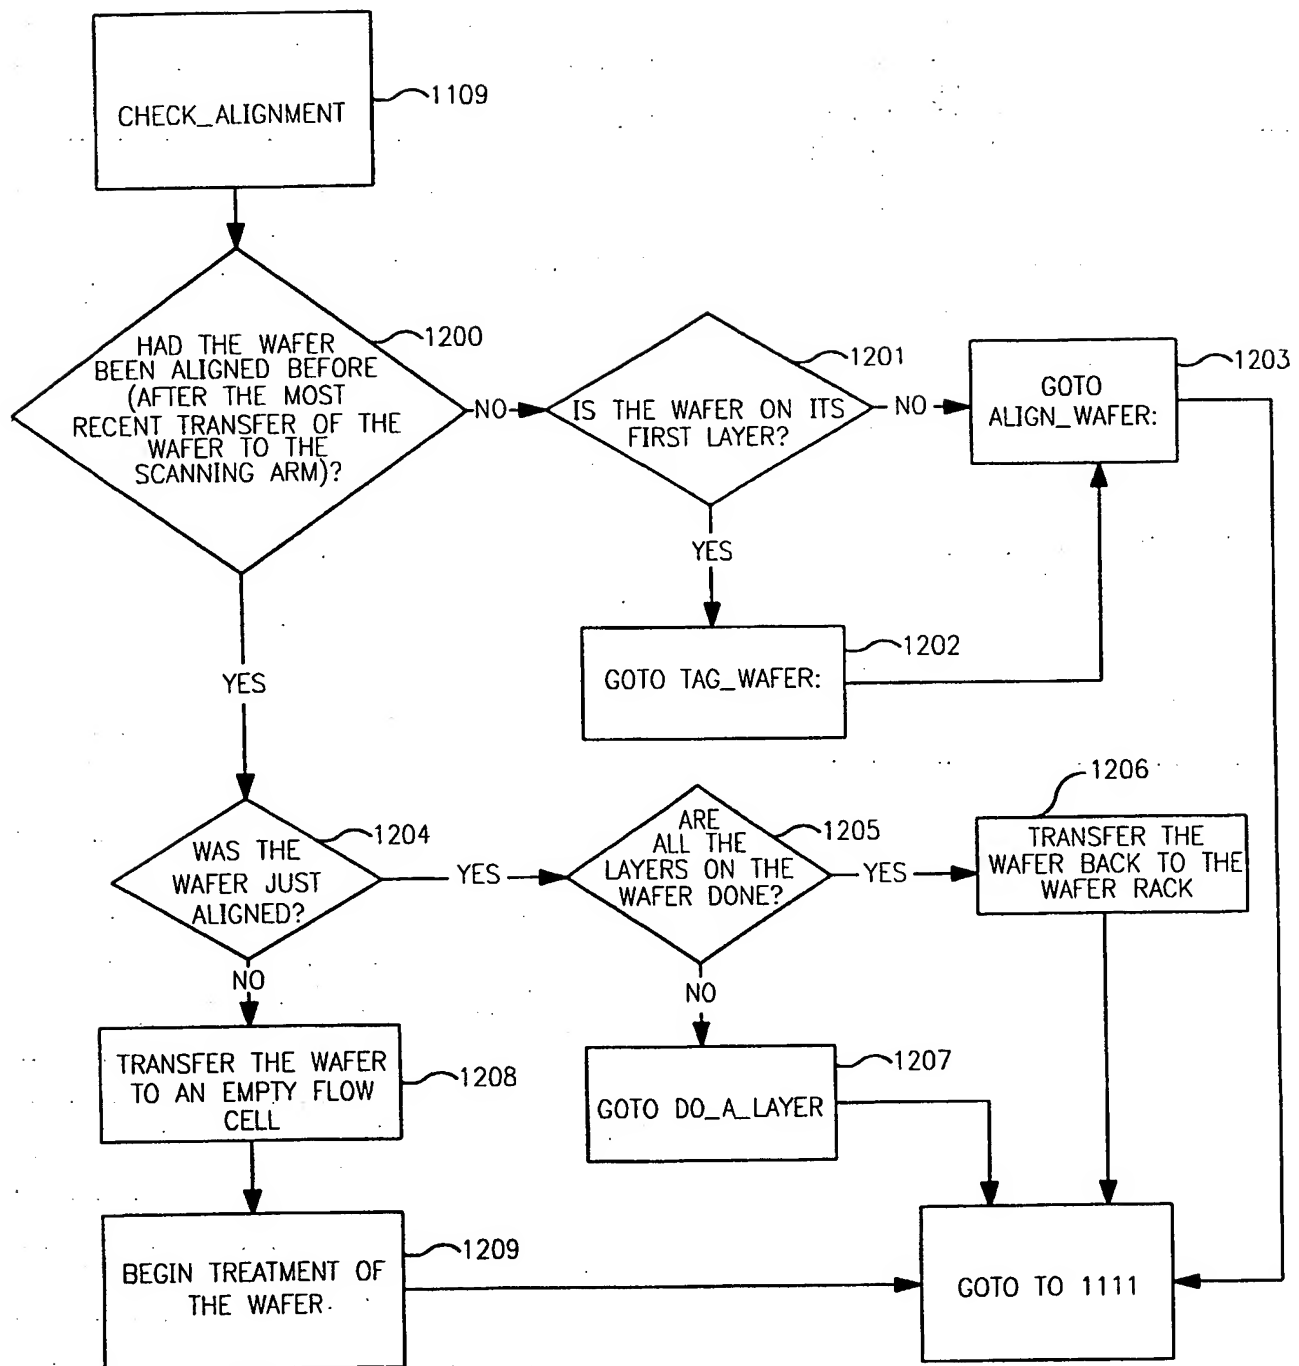 CHECK_ALIGNMENT
1109
HAD THE WAFER
BEEN ALIGNED BEFORE
(AFTER THE MOST
RECENT TRANSFER OF THE
WAFER TO THE
SCANNING ARM)?
1200
NO
IS THE WAFER ON ITS
FIRST LAYER?
1201
NO
GOTO
ALIGN_WAFER:
1203
YES
GOTO TAG_WAFER:
1202
YES
WAS THE
WAFER JUST
ALIGNED?
1204
YES
ARE
ALL THE
LAYERS ON THE
WAFER DONE?
1205
YES
TRANSFER THE
WAFER BACK TO THE
WAFER RACK
1206
NO
TRANSFER THE WAFER
TO AN EMPTY FLOW
CELL
1208
NO
GOTO DO_A_LAYER
1207
BEGIN TREATMENT OF
THE WAFER
1209
GOTO TO 1111